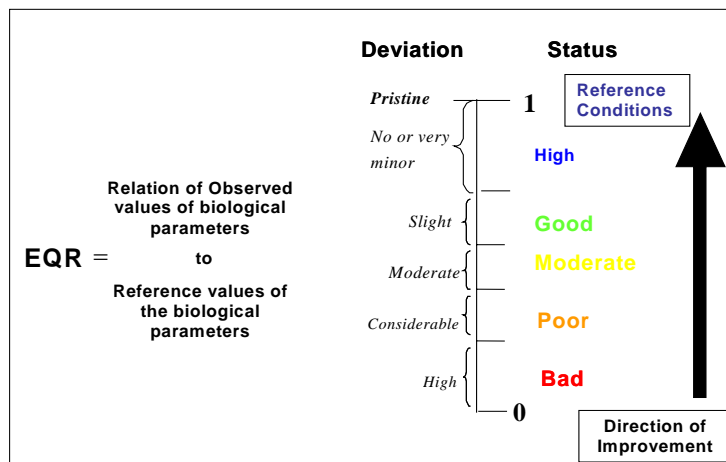 Deviation Status
Pristine 1 Reference
Conditions
No or very
minor
High
Relation of Observed
values of biological
parameters
EQR = to
Reference values of
the biological
parameters
Slight Good
Moderate Moderate
Considerable Poor
High Bad
0
Direction of
Improvement